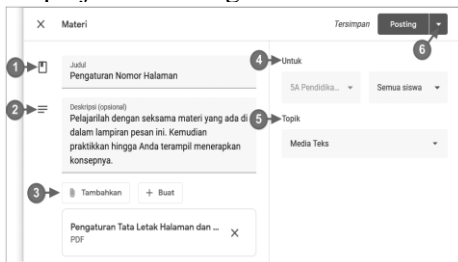 Materi
Tersimpan
Posting
6
1
Judul
Pengaturan Nomor Halaman
4
Untuk
5A Pendidika...
Semua siswa
2
Deskripsi (opsional)
Pelajarilah dengan seksama materi yang ada di
dalam lampiran pesan ini. Kemudian
praktikkan hingga Anda terampil menerapkan
konsepnya.
5
Topik
Media Teks
3
Tambahkan
+ Buat
Pengaturan Tata Letak Halaman dan ...
PDF